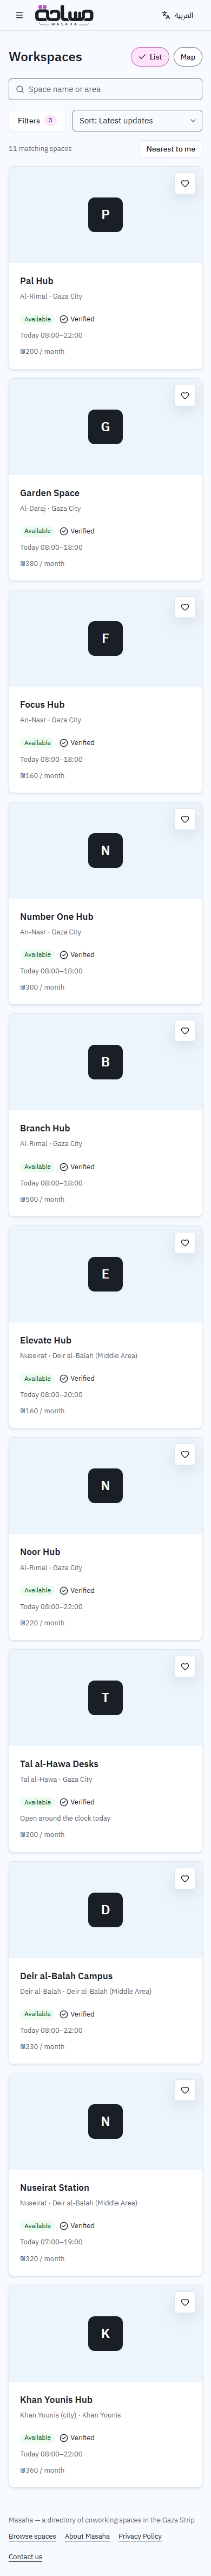 مساحة
MASAHA
العربية
Workspaces
List
Map
Space name or area
Filters 3
Sort: Latest updates
11 matching spaces
Nearest to me
P
Pal Hub
Al-Rimal · Gaza City
Available Verified
Today 08:00–22:00
₪200 / month
G
Garden Space
Al-Daraj · Gaza City
Available Verified
Today 08:00–18:00
₪380 / month
F
Focus Hub
An-Nasr · Gaza City
Available Verified
Today 08:00–18:00
₪160 / month
N
Number One Hub
An-Nasr · Gaza City
Available Verified
Today 08:00–18:00
₪300 / month
B
Branch Hub
Al-Rimal · Gaza City
Available Verified
Today 08:00–18:00
₪500 / month
E
Elevate Hub
Nuseirat · Deir al-Balah (Middle Area)
Available Verified
Today 08:00–20:00
₪160 / month
N
Noor Hub
Al-Rimal · Gaza City
Available Verified
Today 08:00–22:00
₪220 / month
T
Tal al-Hawa Desks
Tal al-Hawa · Gaza City
Available Verified
Open around the clock today
₪300 / month
D
Deir al-Balah Campus
Deir al-Balah · Deir al-Balah (Middle Area)
Available Verified
Today 08:00–22:00
₪230 / month
N
Nuseirat Station
Nuseirat · Deir al-Balah (Middle Area)
Available Verified
Today 07:00–19:00
₪320 / month
K
Khan Younis Hub
Khan Younis (city) · Khan Younis
Available Verified
Today 08:00–22:00
₪360 / month
Masaha — a directory of coworking spaces in the Gaza Strip
Browse spaces About Masaha Privacy Policy
Contact us